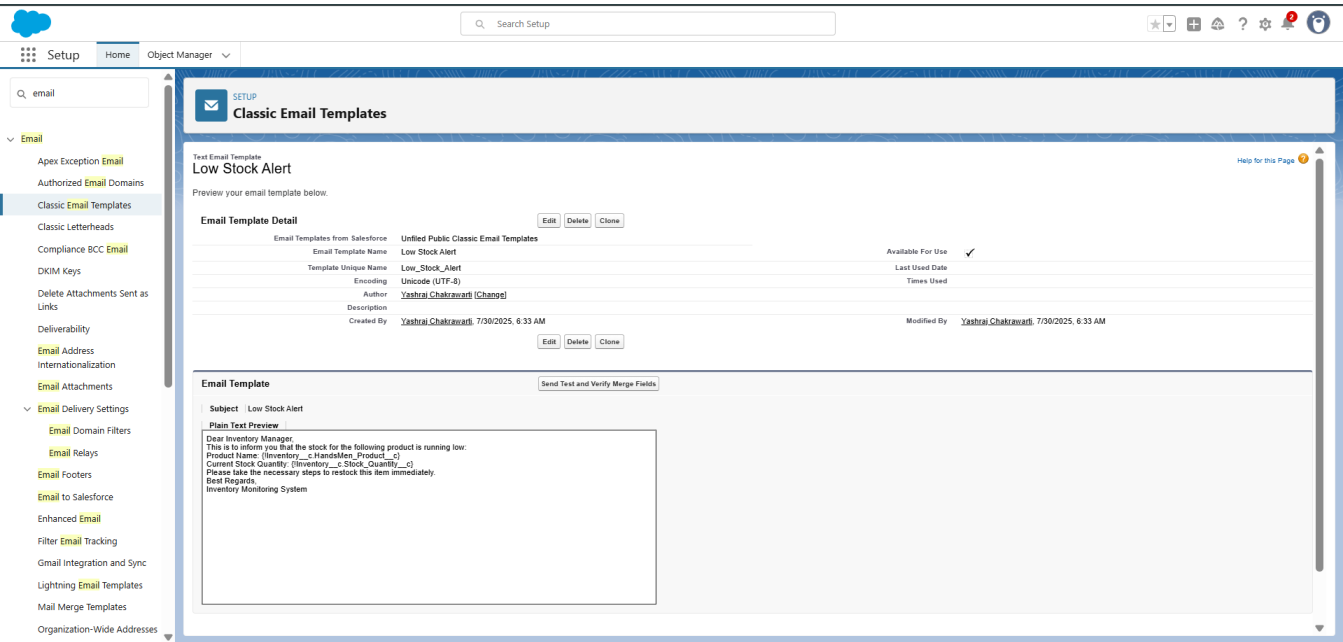 Search Setup
2
Setup
Home
Object Manager
email
Email
Apex Exception Email
Authorized Email Domains
Classic Email Templates
Classic Letterheads
Compliance BCC Email
DKIM Keys
Delete Attachments Sent as
Links
Deliverability
Email Address
Internationalization
Email Attachments
Email Delivery Settings
Email Domain Filters
Email Relays
Email Footers
Email to Salesforce
Enhanced Email
Filter Email Tracking
Gmail Integration and Sync
Lightning Email Templates
Mail Merge Templates
Organization-Wide Addresses
SETUP
Classic Email Templates
Text Email Template
Low Stock Alert
Help for this Page ?
Preview your email template below.
Email Template Detail
Edit Delete Clone
Email Templates from Salesforce Unfiled Public Classic Email Templates
Email Template Name Low Stock Alert Available For Use ✓
Template Unique Name Low_Stock_Alert Last Used Date
Encoding Unicode (UTF-8) Times Used
Author Yashraj Chakrawarti [Change]
Description
Created By Yashraj Chakrawarti, 7/30/2025, 6:33 AM Modified By Yashraj Chakrawarti, 7/30/2025, 6:33 AM
Edit Delete Clone
Email Template Send Test and Verify Merge Fields
Subject Low Stock Alert
Plain Text Preview
Dear Inventory Manager,
This is to inform you that the stock for the following product is running low:
Product Name: {!Inventory__c.HandsMen_Product__c}
Current Stock Quantity: {!Inventory__c.Stock_Quantity__c}
Please take the necessary steps to restock this item immediately.
Best Regards,
Inventory Monitoring System